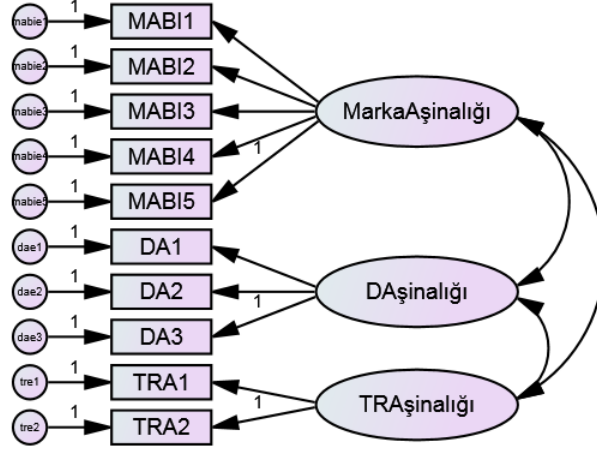 mabie1 1 MABI1
mabie2 1 MABI2
mabie3 1 MABI3 MarkaAşinalığı
mabie4 1 MABI4 1
mabie5 1 MABI5
dae1 1 DA1
dae2 1 DA2 1 DAşinalığı
dae3 1 DA3
tre1 1 TRA1
1 TRAşinalığı
tre2 1 TRA2